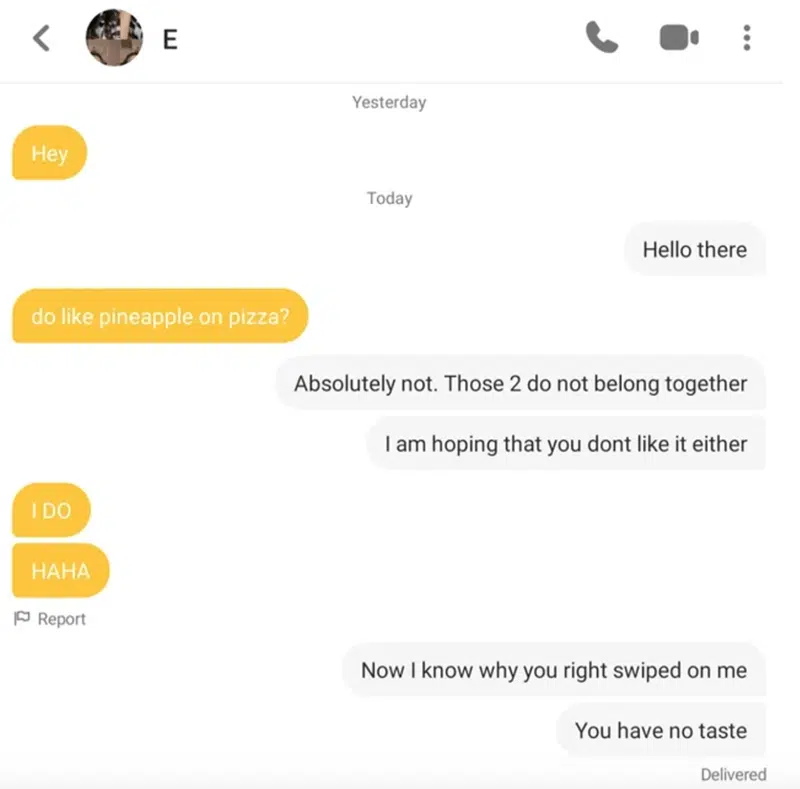 E
Yesterday
Hey
Today
Hello there
do like pineapple on pizza?
Absolutely not. Those 2 do not belong together
I am hoping that you dont like it either
I DO
HAHA
Report
Now I know why you right swiped on me
You have no taste
Delivered